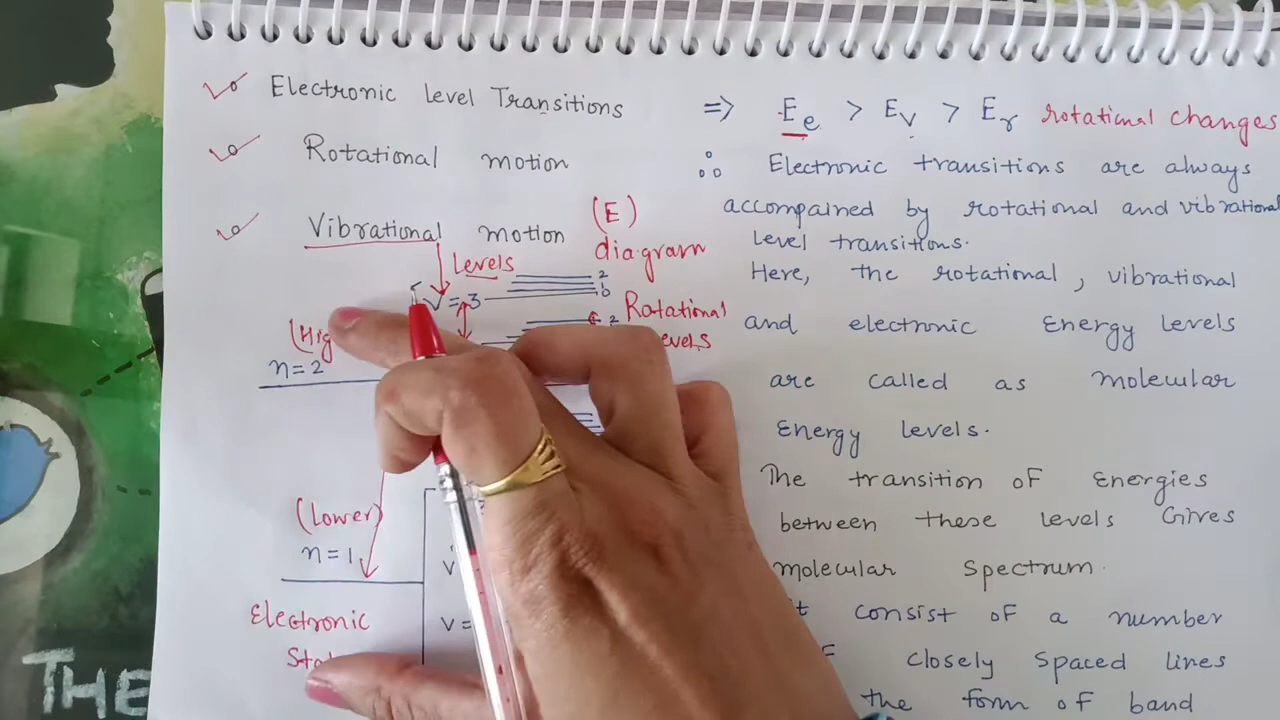 Electronic level Transitions
Rotational motion
Vibrational motion
(E)
diagram
Levels
V = 3
2
Rotational
2
n=2
(Lower)
n=1
Electronic
V
V =
=> Ee > Ev > Er rotational changes
∴ Electronic transitions are always
accompained by rotational and vibrational
level transitions.
Here, the rotational, vibrational
and electronic Energy levels
are called as molecular
Energy levels.
The transition of Energies
between these levels Gives
molecular Spectrum.
consist of a number
closely spaced lines
the form of band
THE